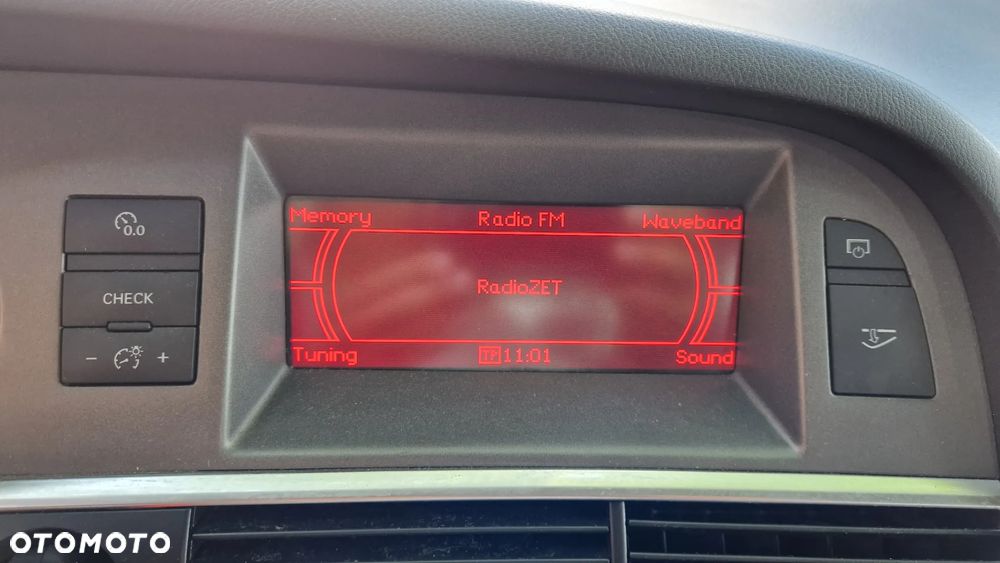 Memory
Radio FM
Waveband
0.0
CHECK
RadioZET
- +
Tuning
TP 11:01
Sound
OTOMOTO